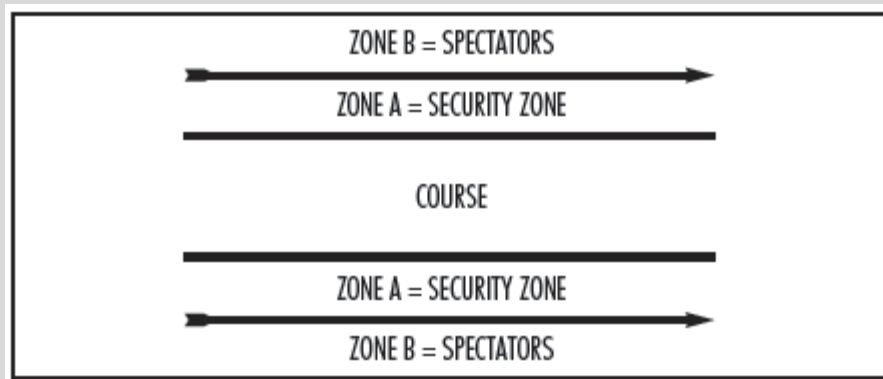 ZONE B = SPECTATORS
ZONE A = SECURITY ZONE
COURSE
ZONE A = SECURITY ZONE
ZONE B = SPECTATORS